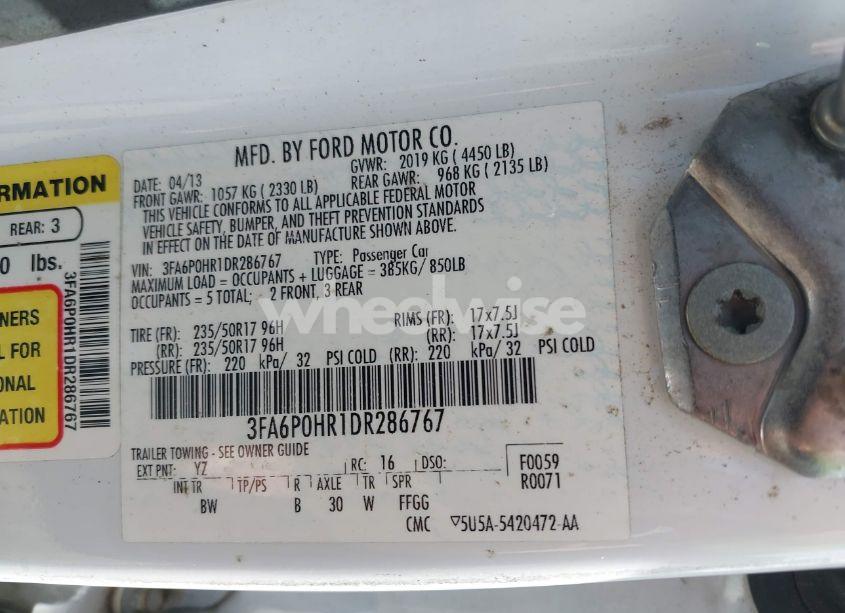 MFD. BY FORD MOTOR CO.
DATE: 04/13 GVWR: 2019 KG ( 4450 LB)
FRONT GAWR: 1057 KG ( 2330 LB) REAR GAWR: 968 KG ( 2135 LB)
THIS VEHICLE CONFORMS TO ALL APPLICABLE FEDERAL MOTOR
VEHICLE SAFETY, BUMPER, AND THEFT PREVENTION STANDARDS
IN EFFECT ON THE DATE OF MANUFACTURE SHOWN ABOVE.
VIN: 3FA6P0HR1DR286767 TYPE: Passenger Car
MAXIMUM LOAD = OCCUPANTS + LUGGAGE = 385KG/ 850LB
OCCUPANTS = 5 TOTAL; 2 FRONT, 3 REAR
TIRE (FR): 235/50R17 96H RIMS (FR): 17x7.5J
(RR): 235/50R17 96H (RR): 17x7.5J
PRESSURE (FR): 220 kPa/ 32 PSI COLD (RR): 220 kPa/ 32 PSI COLD
3FA6P0HR1DR286767
TRAILER TOWING - SEE OWNER GUIDE
EXT PNT: YZ RC: 16 DSO: F0059
INT TR TP/PS R AXLE TR SPR R0071
BW B 30 W FFGG
CMC ▽5U5A-5420472-AA
RMATION
REAR: 3
0 lbs.
3FA6P0HR1DR286767
NERS
L FOR
ONAL
ATION
wheelwise